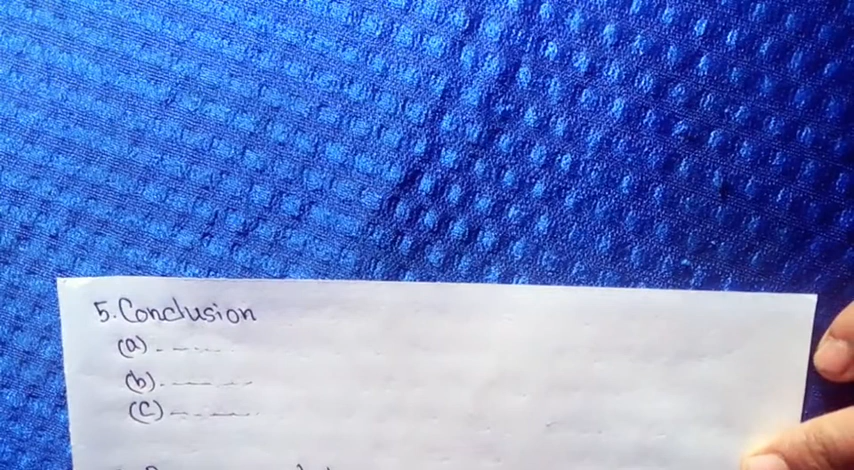 5. Conclusion
(a). -----
(b). -----
(c) -----